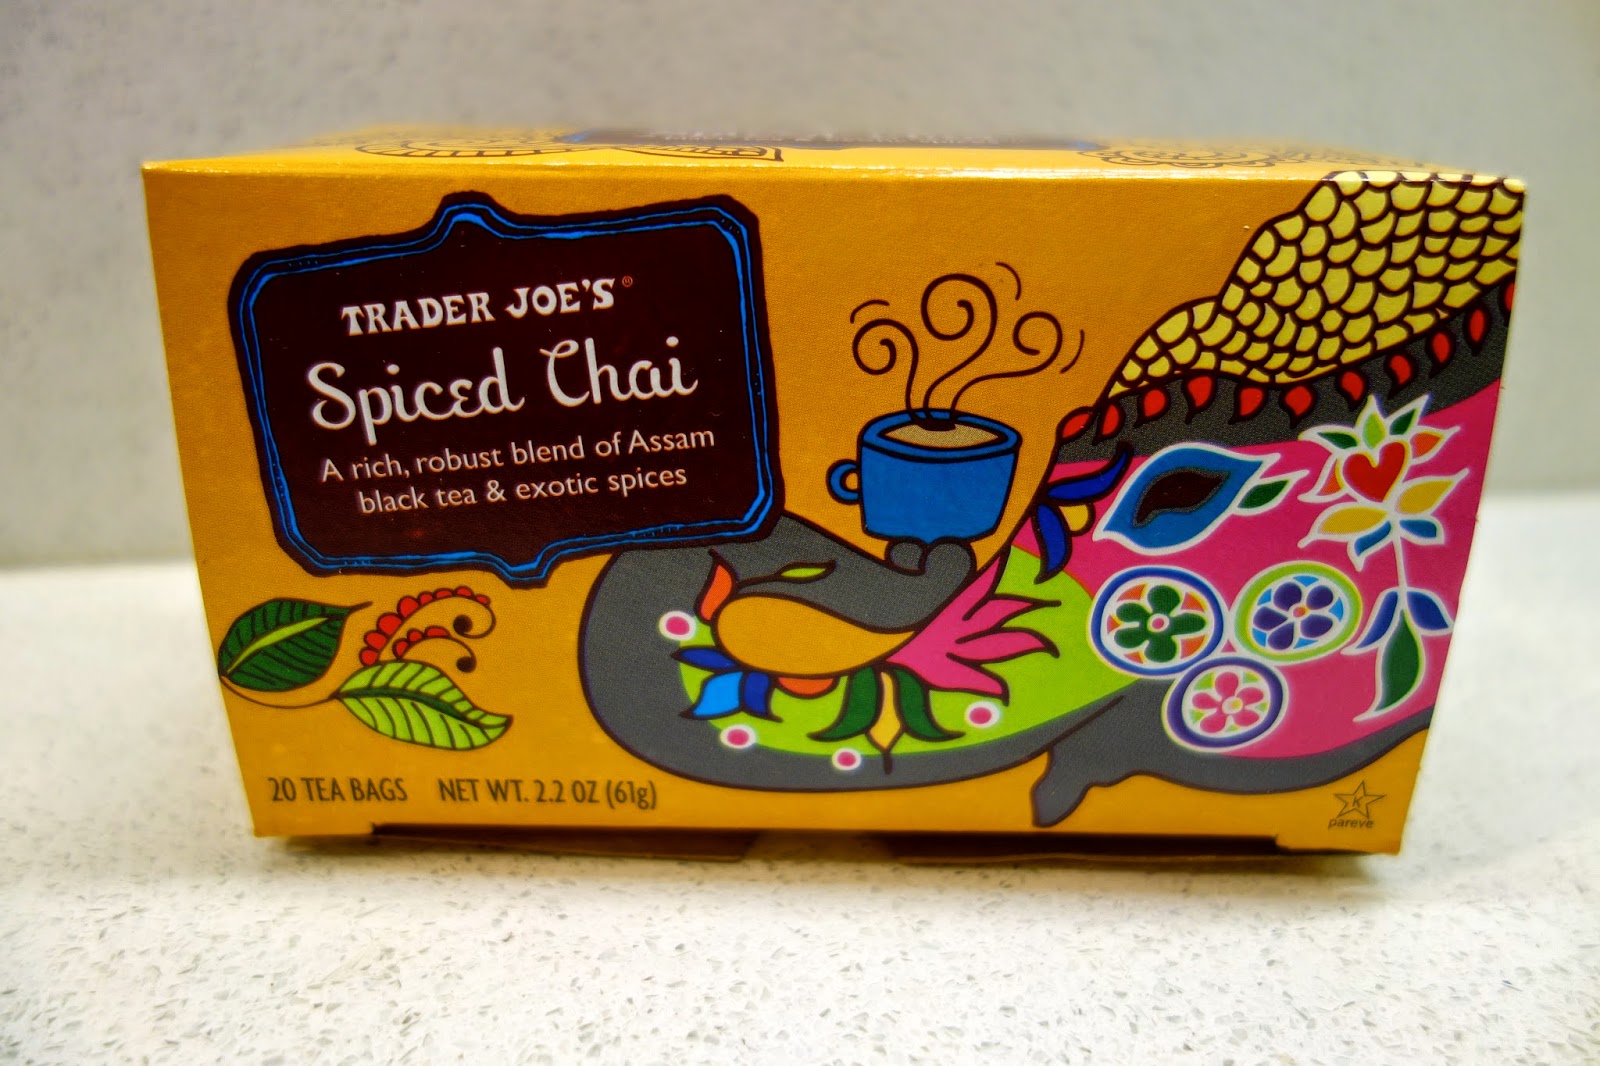 TRADER JOE'S®
Spiced Chai
A rich, robust blend of Assam
black tea & exotic spices
20 TEA BAGS NET WT. 2.2 OZ (61g)
K
pareve